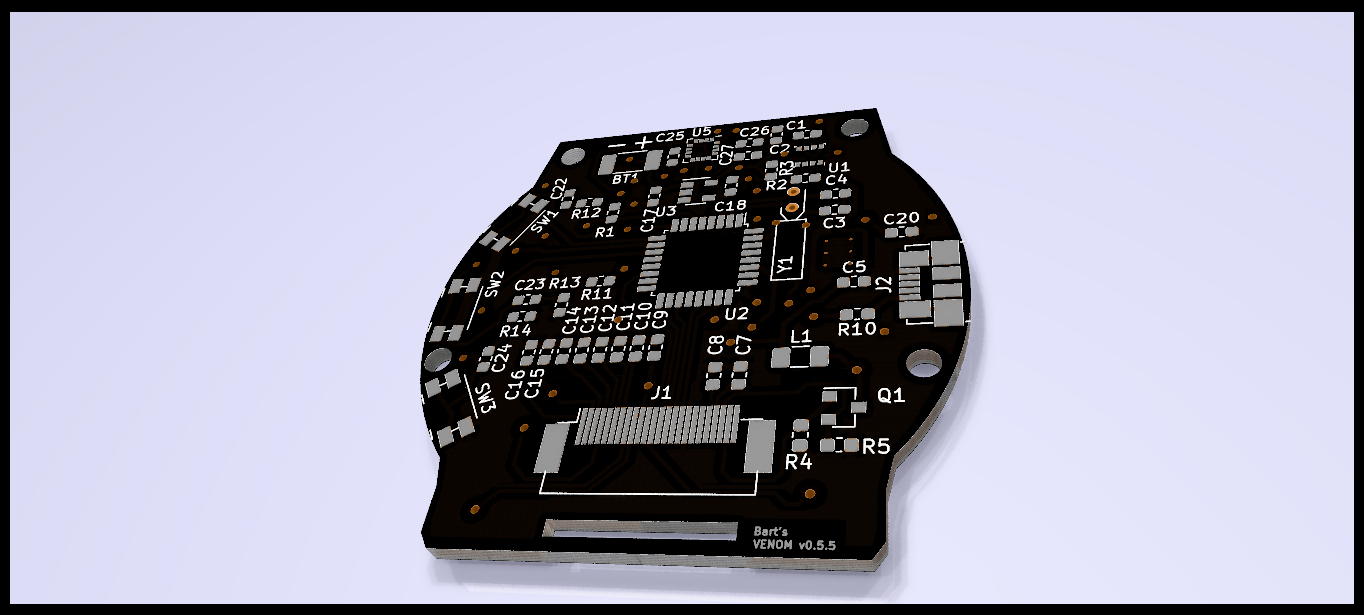 − + C25 U5 C26 C1
BT1 C27 C2 R3 U1
R2 C4
C22 R12 R1 C17 U3 C18 C3 C20
SW1
Y1 C5 J2
SW2 C23 R13 R11
R14 C14 C13 C12 C11 C10 C9 U2 R10
C24 C16 C15 C8 C7 L1
SW3 J1 Q1
R4 R5
Bart's
VENOM v0.5.5